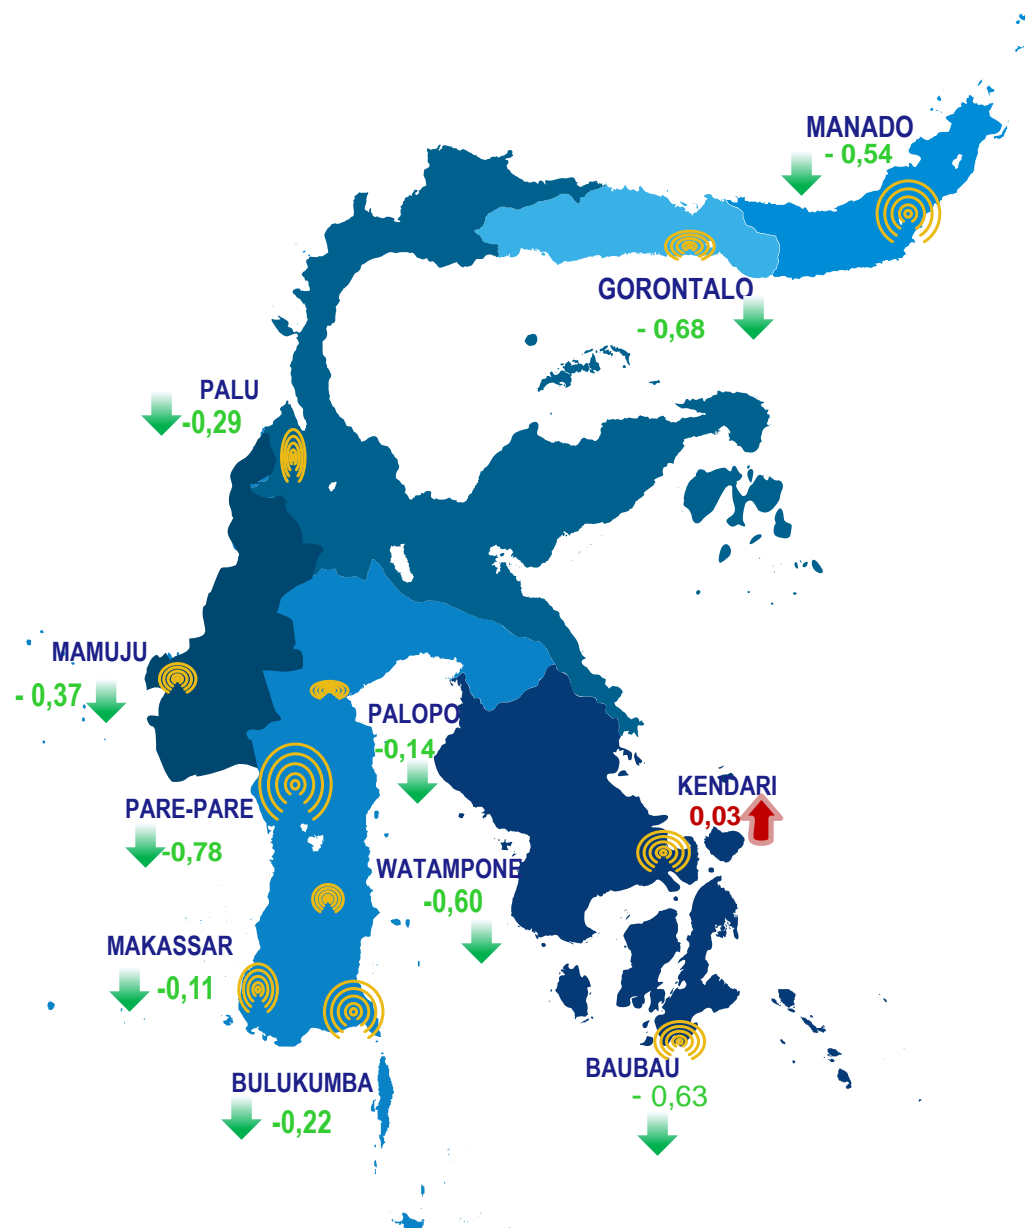 MANADO
- 0,54
GORONTALO
- 0,68
PALU
-0,29
MAMUJU
- 0,37
PALOPO
-0,14
KENDARI
0,03
PARE-PARE
-0,78
WATAMPONE
-0,60
MAKASSAR
-0,11
BAUBAU
- 0,63
BULUKUMBA
-0,22